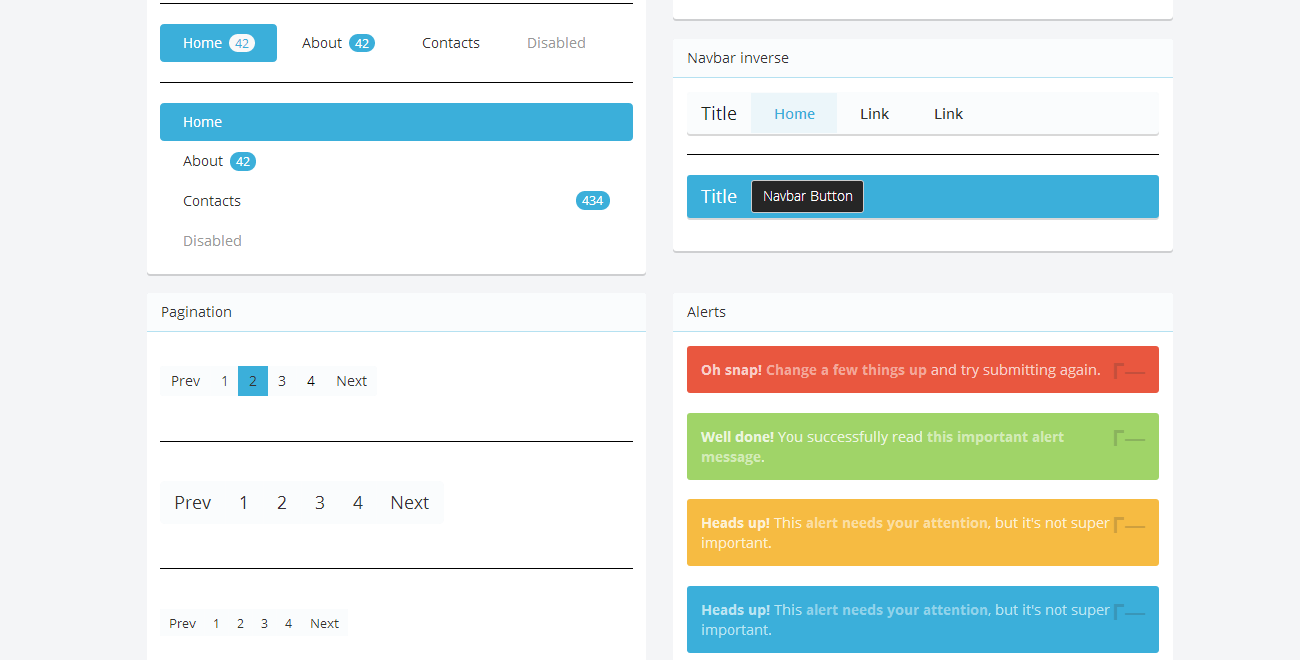 Home 42 About 42 Contacts Disabled
Home
About 42
Contacts 434
Disabled
Navbar inverse
Title Home Link Link
Title Navbar Button
Pagination
Prev 1 2 3 4 Next
Prev 1 2 3 4 Next
Prev 1 2 3 4 Next
Alerts
Oh snap! Change a few things up and try submitting again.
Well done! You successfully read this important alert
message.
Heads up! This alert needs your attention, but it's not super
important.
Heads up! This alert needs your attention, but it's not super
important.